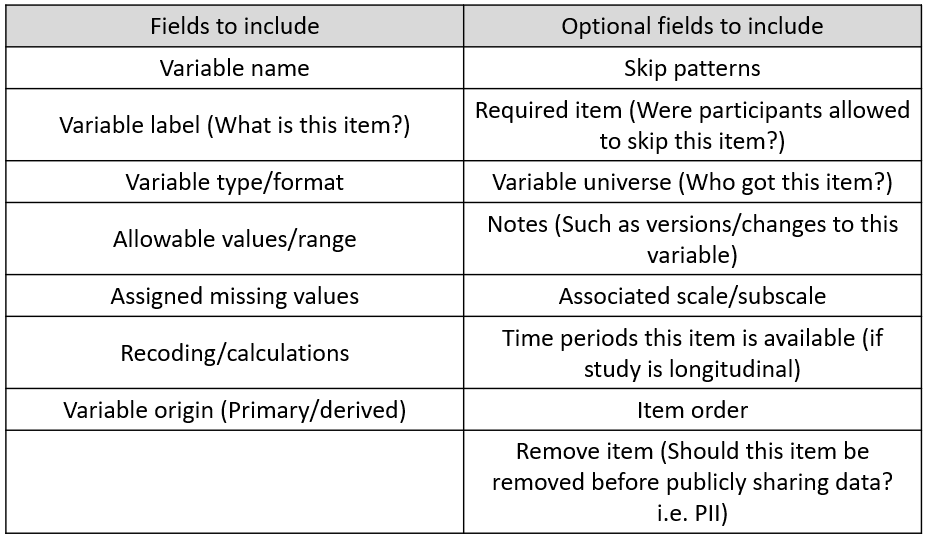 Fields to include
Optional fields to include
Variable name
Skip patterns
Variable label (What is this item?)
Required item (Were participants allowed
to skip this item?)
Variable type/format
Variable universe (Who got this item?)
Allowable values/range
Notes (Such as versions/changes to this
variable)
Assigned missing values
Associated scale/subscale
Recoding/calculations
Time periods this item is available (if
study is longitudinal)
Variable origin (Primary/derived)
Item order
Remove item (Should this item be
removed before publicly sharing data?
i.e. PII)